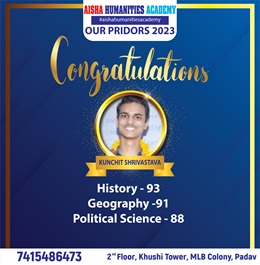 AISHA HUMANITIES ACADEMY
#aishahumanitiesacademy
OUR PRIDORS 2023
Congratulations
KUNCHIT SHRIVASTAVA
History - 93
Geography -91
Political Science - 88
7415486473
2nd Floor, Khushi Tower, MLB Colony, Padav